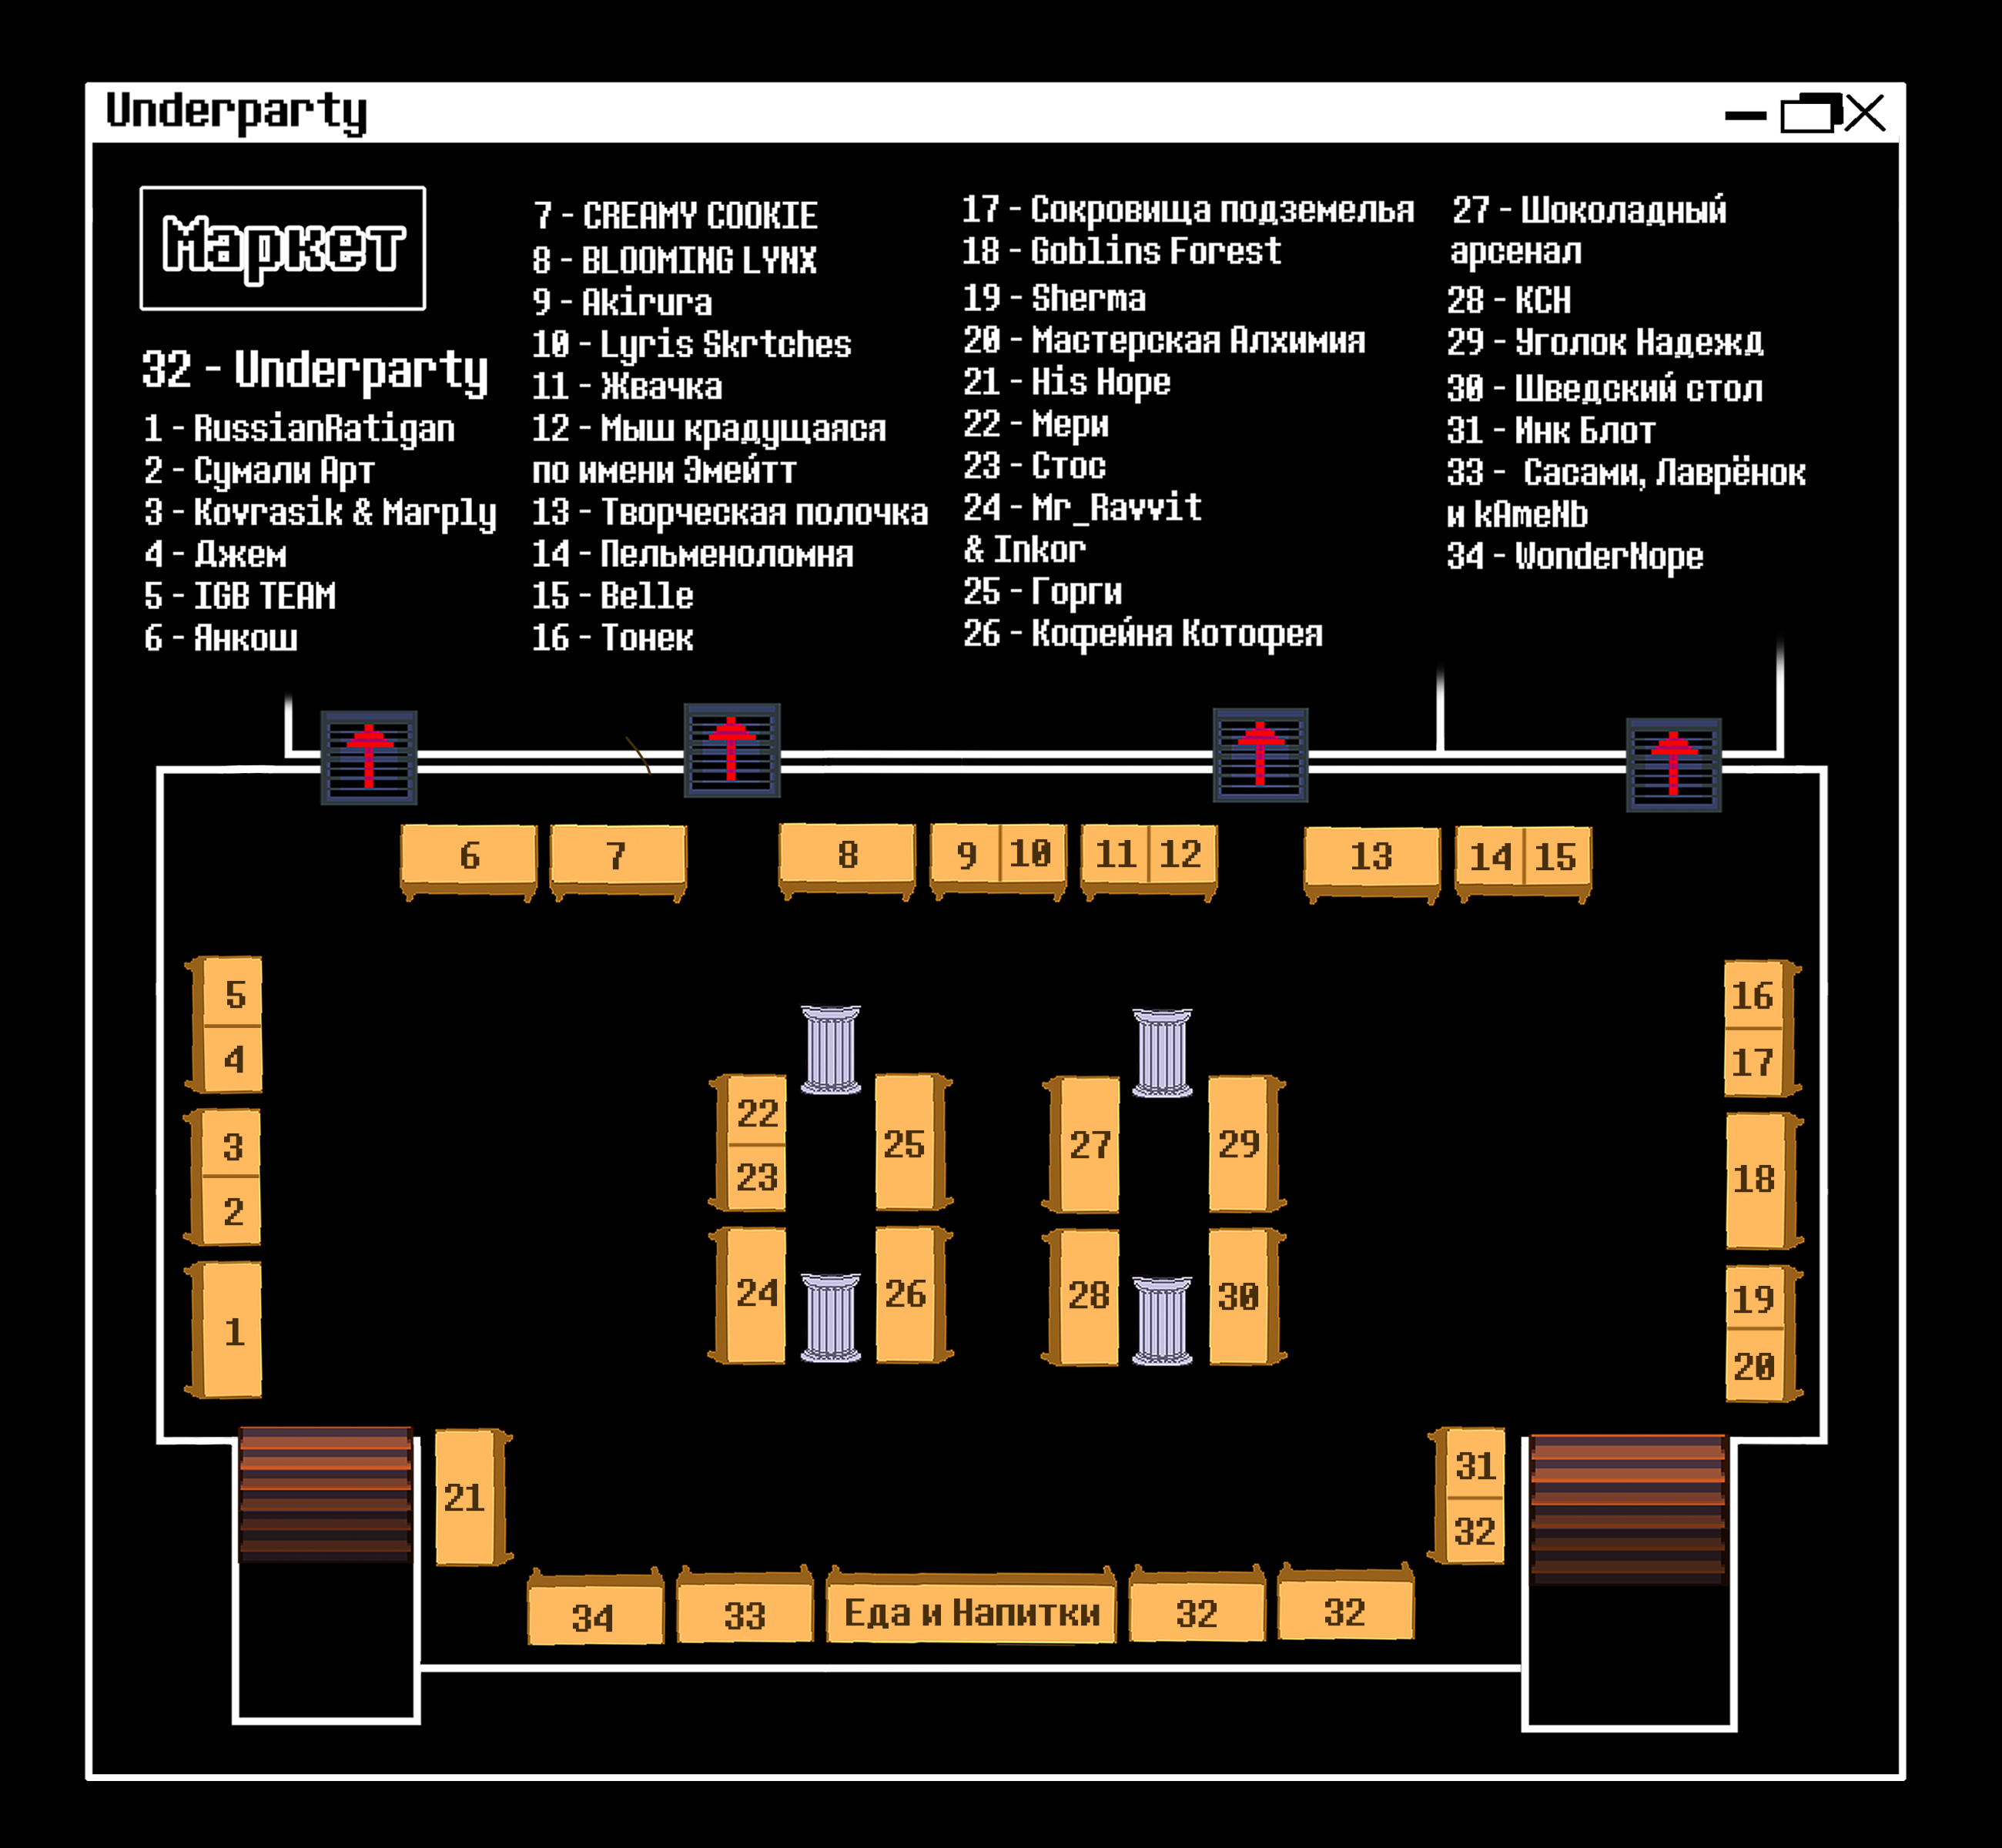 Underparty
Маркет
32 - Underparty
1 - RussianRatigan
2 - Сумали Арт
3 - Kovrasik & Marply
4 - Джем
5 - IGB TEAM
6 - Янкош
7 - CREAMY COOKIE
8 - BLOOMING LYNX
9 - Akirura
10 - Lyris Skrtches
11 - Жвачка
12 - Мыш крадущаяся
по имени Эмейтт
13 - Творческая полочка
14 - Пельменоломня
15 - Belle
16 - Тонек
17 - Сокровища подземелья
18 - Goblins Forest
19 - Sherma
20 - Мастерская Алхимия
21 - His Hope
22 - Мери
23 - Стос
24 - Mr_Ravvit
& Inkor
25 - Горги
26 - Кофейня Котофея
27 - Шоколадный
арсенал
28 - КСН
29 - Уголок Надежд
30 - Шведский стол
31 - Инк Блот
33 - Сасами, Лаврёнок
и kAmeNb
34 - WonderNope
6
7
8
9
10
11
12
13
14
15
5
4
3
2
1
22
23
24
25
26
27
28
29
30
16
17
18
19
20
21
31
32
34
33
Еда и Напитки
32
32